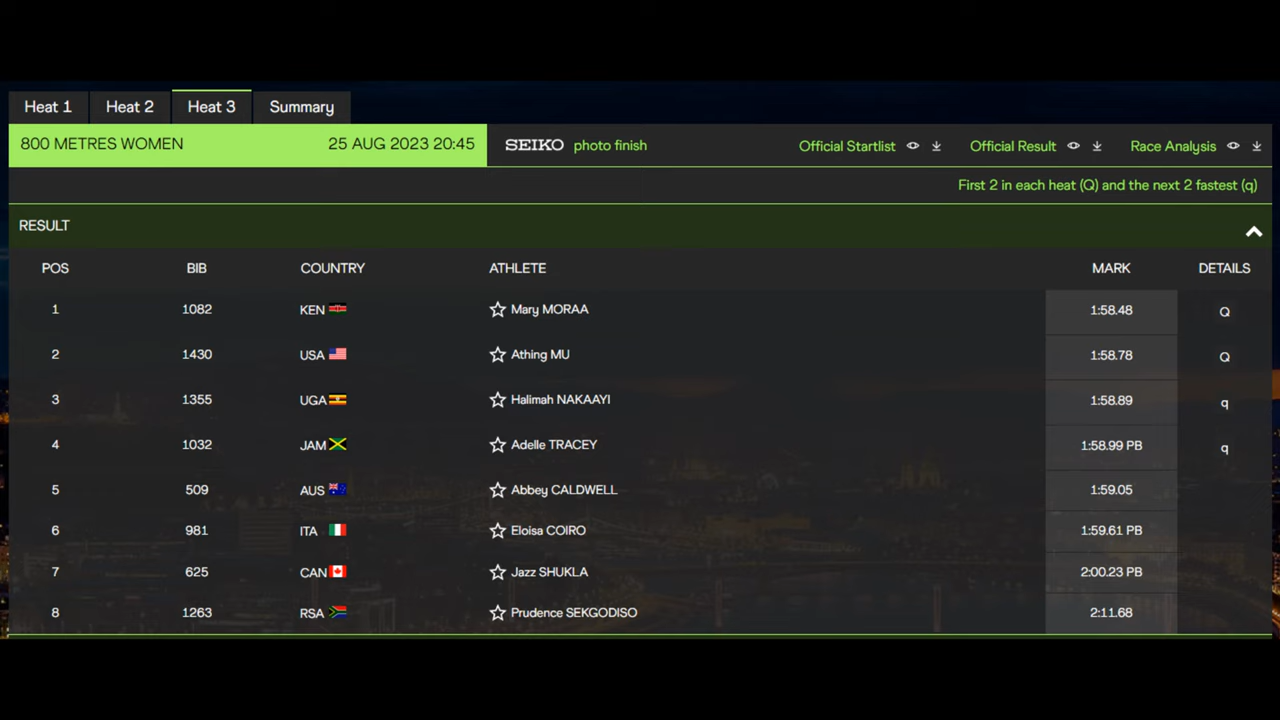 Heat 1 Heat 2 Heat 3 Summary
800 METRES WOMEN 25 AUG 2023 20:45 SEIKO photo finish Official Startlist Official Result Race Analysis
First 2 in each heat (Q) and the next 2 fastest (q)
RESULT
POS BIB COUNTRY ATHLETE MARK DETAILS
1 1082 KEN Mary MORAA 1:58.48 Q
2 1430 USA Athing MU 1:58.78 Q
3 1355 UGA Halimah NAKAAYI 1:58.89 q
4 1032 JAM Adelle TRACEY 1:58.99 PB q
5 509 AUS Abbey CALDWELL 1:59.05
6 981 ITA Eloisa COIRO 1:59.61 PB
7 625 CAN Jazz SHUKLA 2:00.23 PB
8 1263 RSA Prudence SEKGODISO 2:11.68